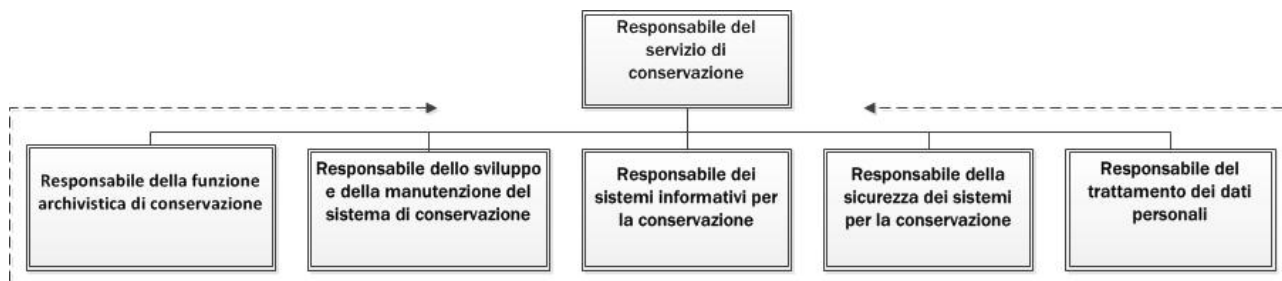 Responsabile del
servizio di
conservazione
Responsabile della funzione
archivistica di conservazione
Responsabile dello sviluppo
e della manutenzione del
sistema di conservazione
Responsabile dei
sistemi informativi per
la conservazione
Responsabile della
sicurezza dei sistemi
per la conservazione
Responsabile del
trattamento dei dati
personali